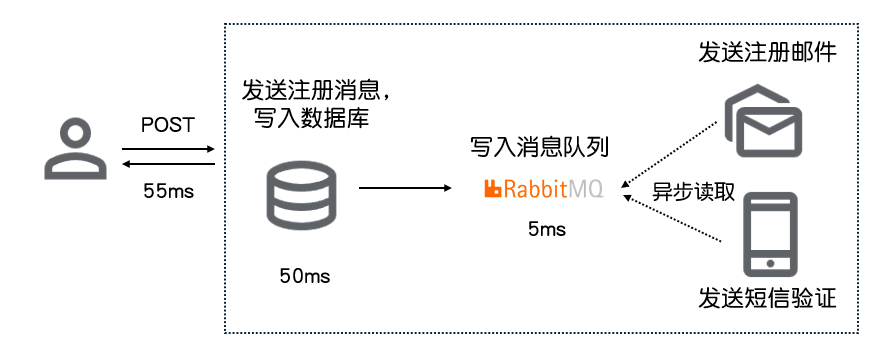 POST
55ms
发送注册消息，
写入数据库
50ms
写入消息队列
RabbitMQ
5ms
发送注册邮件
异步读取
发送短信验证